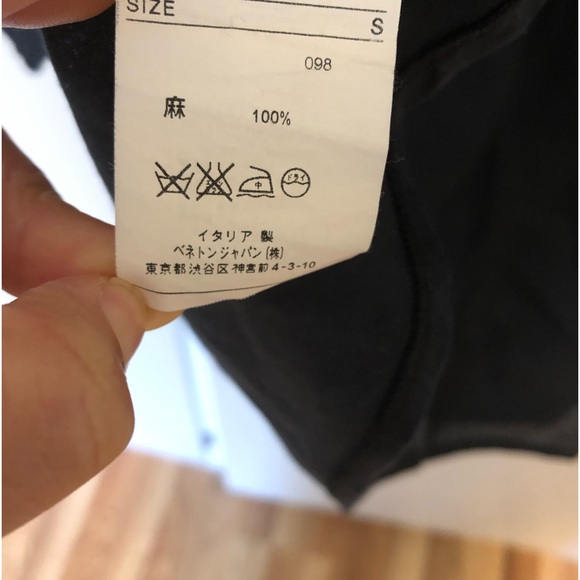 SIZE
S
098
麻 100%
中 ドライ
イタリア 製
ベネトンジャパン(株)
東京都渋谷区神宮前4-3-10